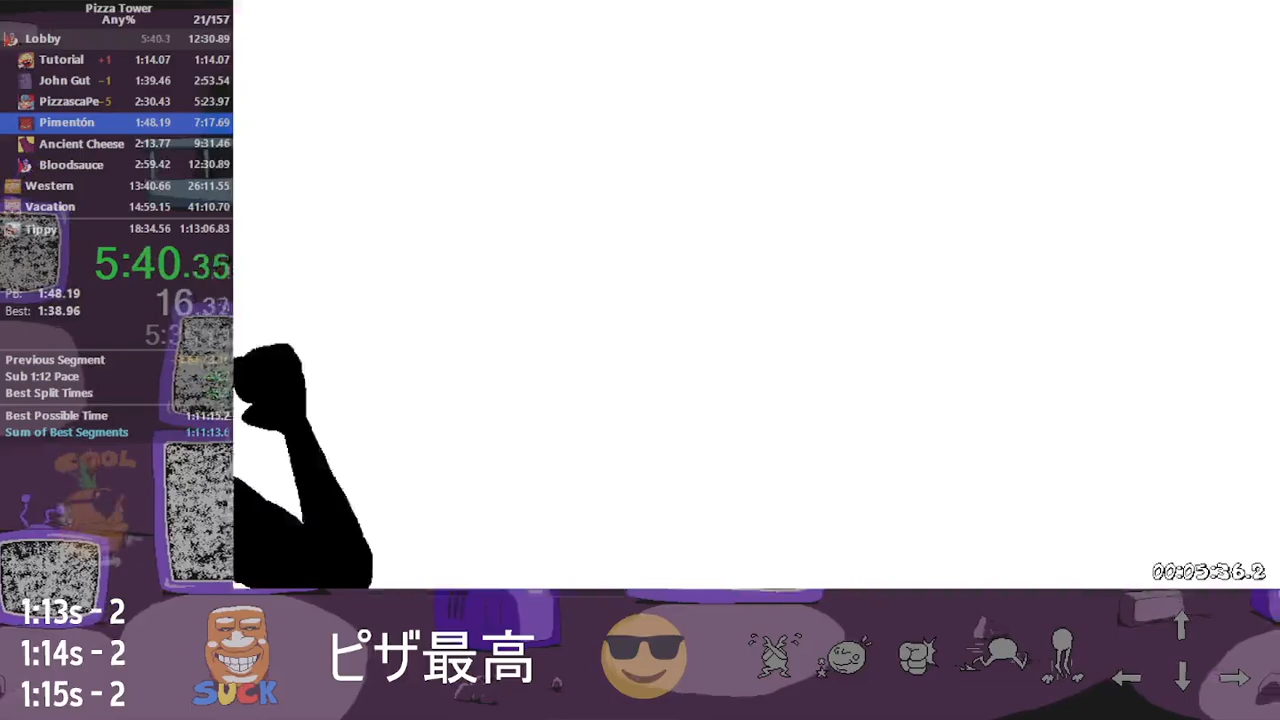 Pizza Tower
Any% 21/157
Lobby 5:40.3 12:30.89
Tutorial +1 1:14.07 1:14.07
John Gut -1 1:39.46 2:53.54
PizzascaPe-5 2:30.43 5:23.97
Pimentón 1:48.19 7:17.69
Ancient Cheese 2:13.77 9:31.46
Bloodsauce 2:59.42 12:30.89
Western 13:40.66 26:11.55
Vacation 14:59.15 41:10.70
Tippy 18:34.56 1:13:06.83
5:40.35
PB: 1:48.19
Best: 1:38.96
Previous Segment
Sub 1:12 Pace
Best Split Times
Best Possible Time 1:11:15.2
Sum of Best Segments 1:11:13.6
COOL
00:05:36.2
1:13s - 2
1:14s - 2
1:15s - 2
SUCK
ピザ最高